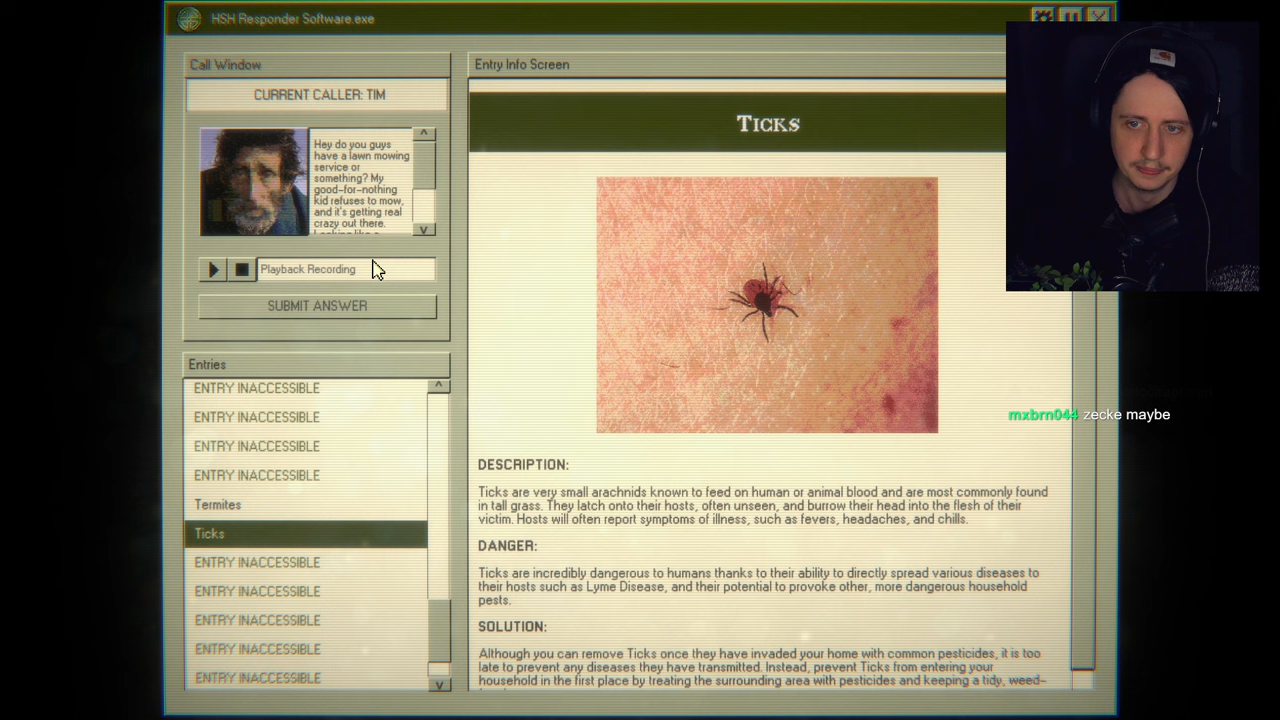 HSH Responder Software.exe
Call Window
CURRENT CALLER: TIM
Hey do you guys
have a lawn mowing
service or
something? My
good-for-nothing
kid refuses to mow,
and it's getting real
crazy out there.
Playback Recording
SUBMIT ANSWER
Entries
ENTRY INACCESSIBLE
ENTRY INACCESSIBLE
ENTRY INACCESSIBLE
ENTRY INACCESSIBLE
Termites
Ticks
ENTRY INACCESSIBLE
ENTRY INACCESSIBLE
ENTRY INACCESSIBLE
ENTRY INACCESSIBLE
ENTRY INACCESSIBLE
Entry Info Screen
Ticks
DESCRIPTION:
Ticks are very small arachnids known to feed on human or animal blood and are most commonly found
in tall grass. They latch onto their hosts, often unseen, and burrow their head into the flesh of their
victim. Hosts will often report symptoms of illness, such as fevers, headaches, and chills.
DANGER:
Ticks are incredibly dangerous to humans thanks to their ability to directly spread various diseases to
their hosts such as Lyme Disease, and their potential to provoke other, more dangerous household
pests.
SOLUTION:
Although you can remove Ticks once they have invaded your home with common pesticides, it is too
late to prevent any diseases they have transmitted. Instead, prevent Ticks from entering your
household in the first place by treating the surrounding area with pesticides and keeping a tidy, weed-
mxbrn044 zecke maybe